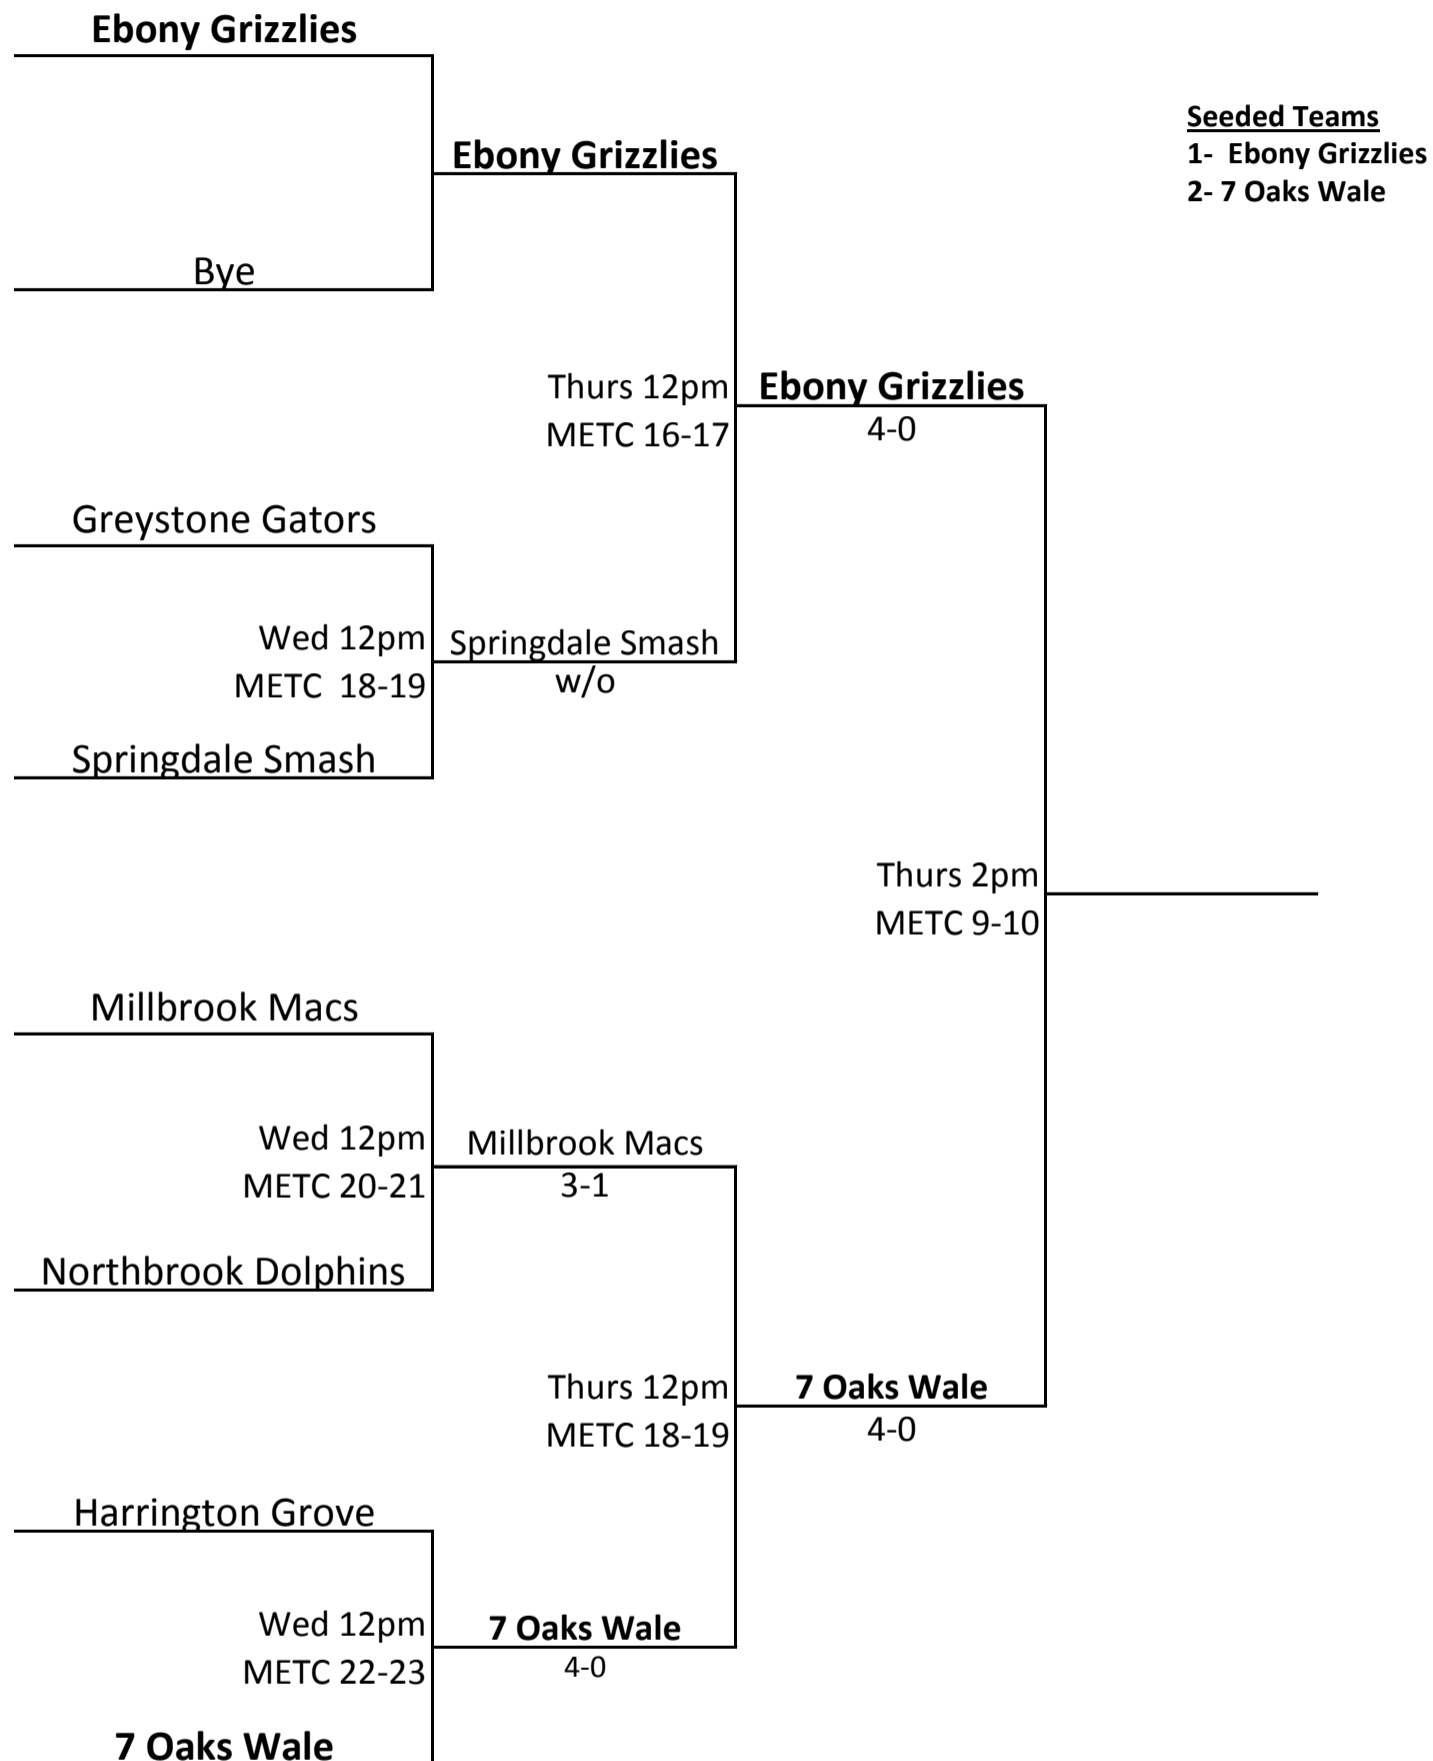 Ebony Grizzlies
Seeded Teams
1-  Ebony Grizzlies
2- 7 Oaks Wale
Ebony Grizzlies
Bye
Thurs 12pm
METC 16-17
Ebony Grizzlies
4-0
Greystone Gators
Wed 12pm
METC  18-19
Springdale Smash
w/o
Springdale Smash
Thurs 2pm
METC 9-10
Millbrook Macs
Wed 12pm
METC 20-21
Millbrook Macs
3-1
Northbrook Dolphins
Thurs 12pm
METC 18-19
7 Oaks Wale
4-0
Harrington Grove
Wed 12pm
METC 22-23
7 Oaks Wale
4-0
7 Oaks Wale